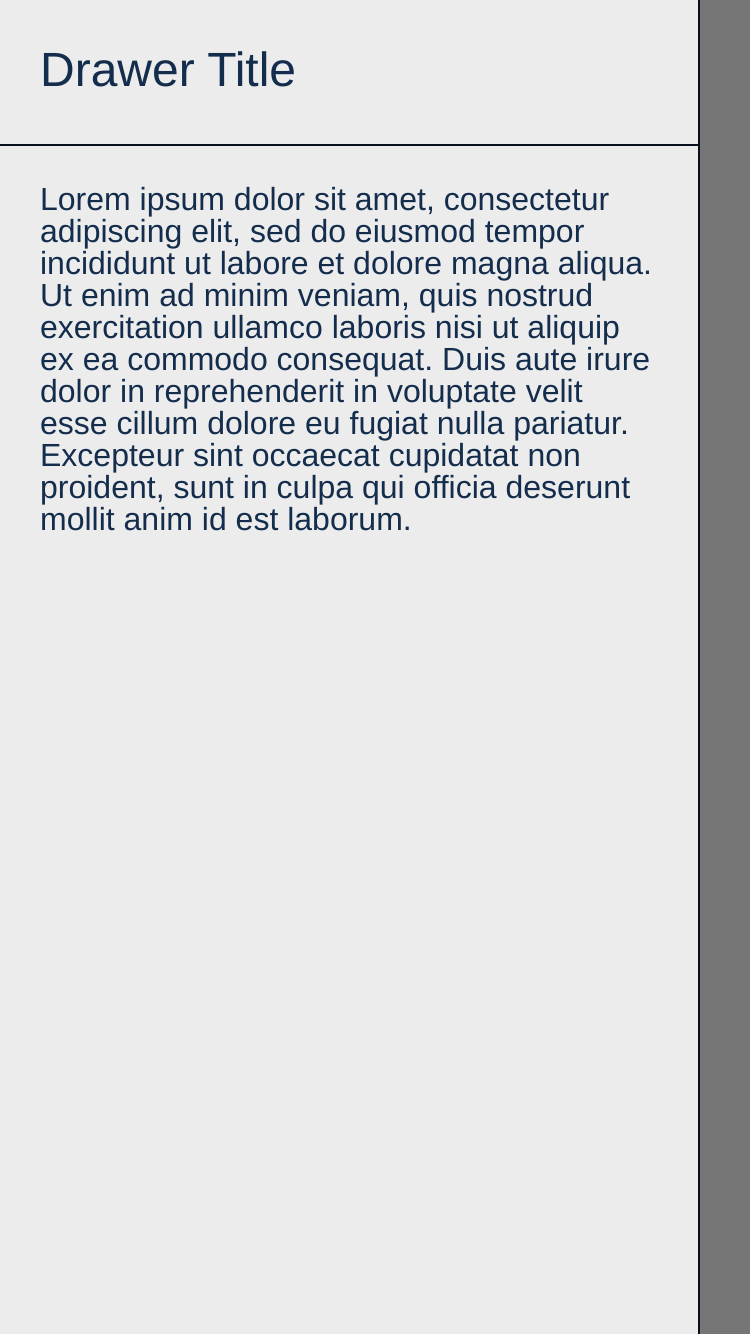 Drawer Title
Lorem ipsum dolor sit amet, consectetur
adipiscing elit, sed do eiusmod tempor
incididunt ut labore et dolore magna aliqua.
Ut enim ad minim veniam, quis nostrud
exercitation ullamco laboris nisi ut aliquip
ex ea commodo consequat. Duis aute irure
dolor in reprehenderit in voluptate velit
esse cillum dolore eu fugiat nulla pariatur.
Excepteur sint occaecat cupidatat non
proident, sunt in culpa qui officia deserunt
mollit anim id est laborum.